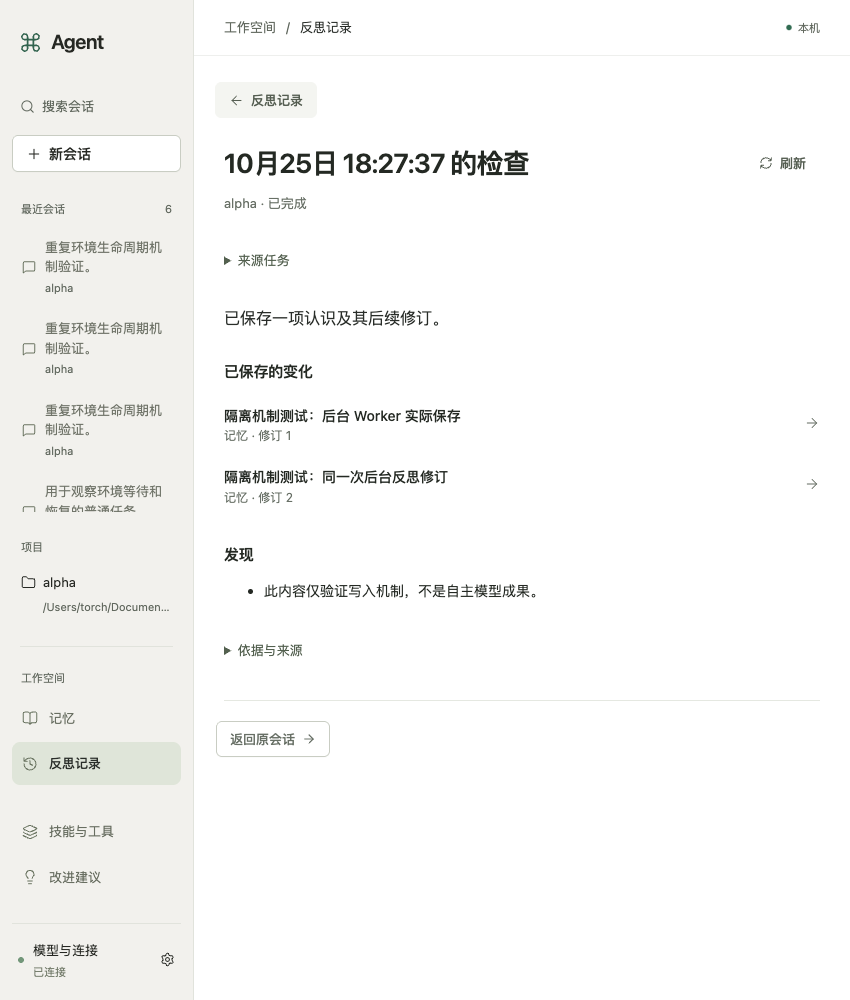 Agent
搜索会话
新会话
最近会话 6
重复环境生命周期机
制验证。
alpha
重复环境生命周期机
制验证。
alpha
重复环境生命周期机
制验证。
alpha
用于观察环境等待和
恢复的普通任务
项目
alpha
/Users/torch/Documen...
工作空间
记忆
反思记录
技能与工具
改进建议
模型与连接
已连接
工作空间 / 反思记录
本机
← 反思记录
10月25日 18:27:37 的检查
刷新
alpha · 已完成
来源任务
已保存一项认识及其后续修订。
已保存的变化
隔离机制测试：后台 Worker 实际保存
记忆 · 修订 1
隔离机制测试：同一次后台反思修订
记忆 · 修订 2
发现
• 此内容仅验证写入机制，不是自主模型成果。
依据与来源
返回原会话 →